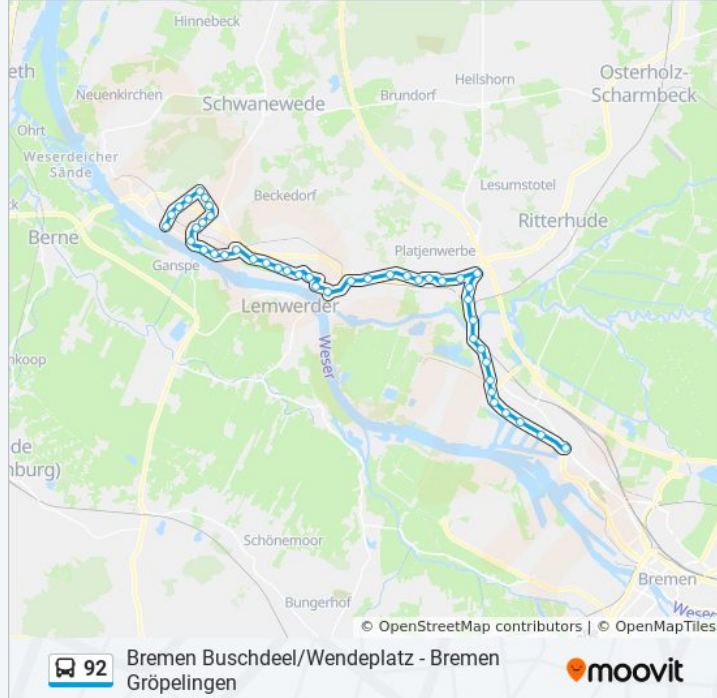 Hinnebeck
eth
Neuenkirchen
Schwanewede
Brundorf
Heilshorn
Osterholz-
Scharmbeck
Ohrt
Weserdeicher
Sände
Beckedorf
Lesumstotel
ck
Berne
Ritterhude
Platjenwerbe
Ganspe
Lemwerder
Weser
nkoop
de
nburg)
Schönemoor
Bungerhof
Bremen
Weser
© OpenStreetMap contributors | © OpenMapTiles
92
Bremen Buschdeel/Wendeplatz - Bremen
Gröpelingen
moovit